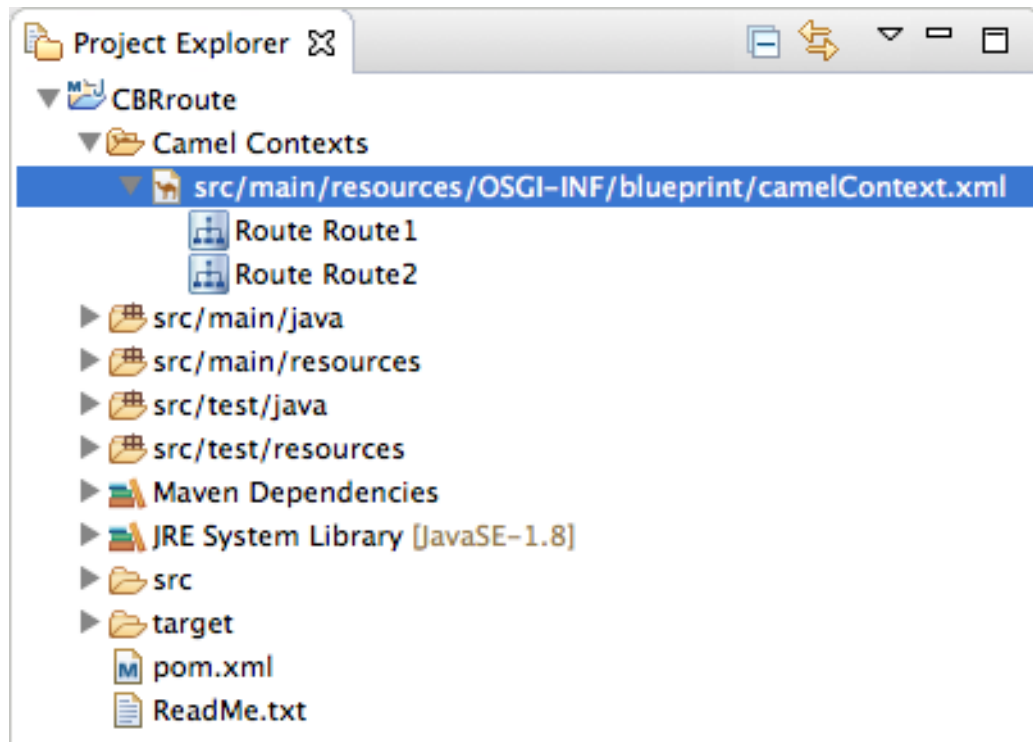 Project Explorer
CBRroute
Camel Contexts
src/main/resources/OSGI-INF/blueprint/camelContext.xml
Route Route1
Route Route2
src/main/java
src/main/resources
src/test/java
src/test/resources
Maven Dependencies
JRE System Library [JavaSE-1.8]
src
target
pom.xml
ReadMe.txt